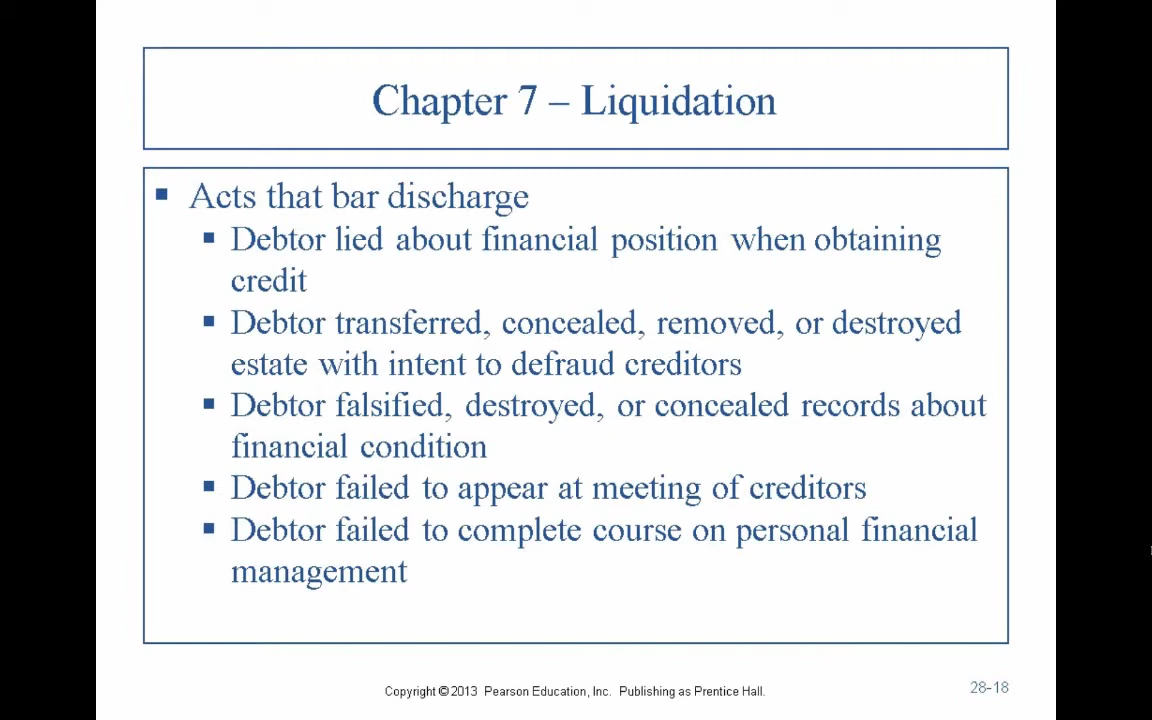 Chapter 7 – Liquidation
▪ Acts that bar discharge
▪ Debtor lied about financial position when obtaining
credit
▪ Debtor transferred, concealed, removed, or destroyed
estate with intent to defraud creditors
▪ Debtor falsified, destroyed, or concealed records about
financial condition
▪ Debtor failed to appear at meeting of creditors
▪ Debtor failed to complete course on personal financial
management
Copyright © 2013 Pearson Education, Inc. Publishing as Prentice Hall.
28-18